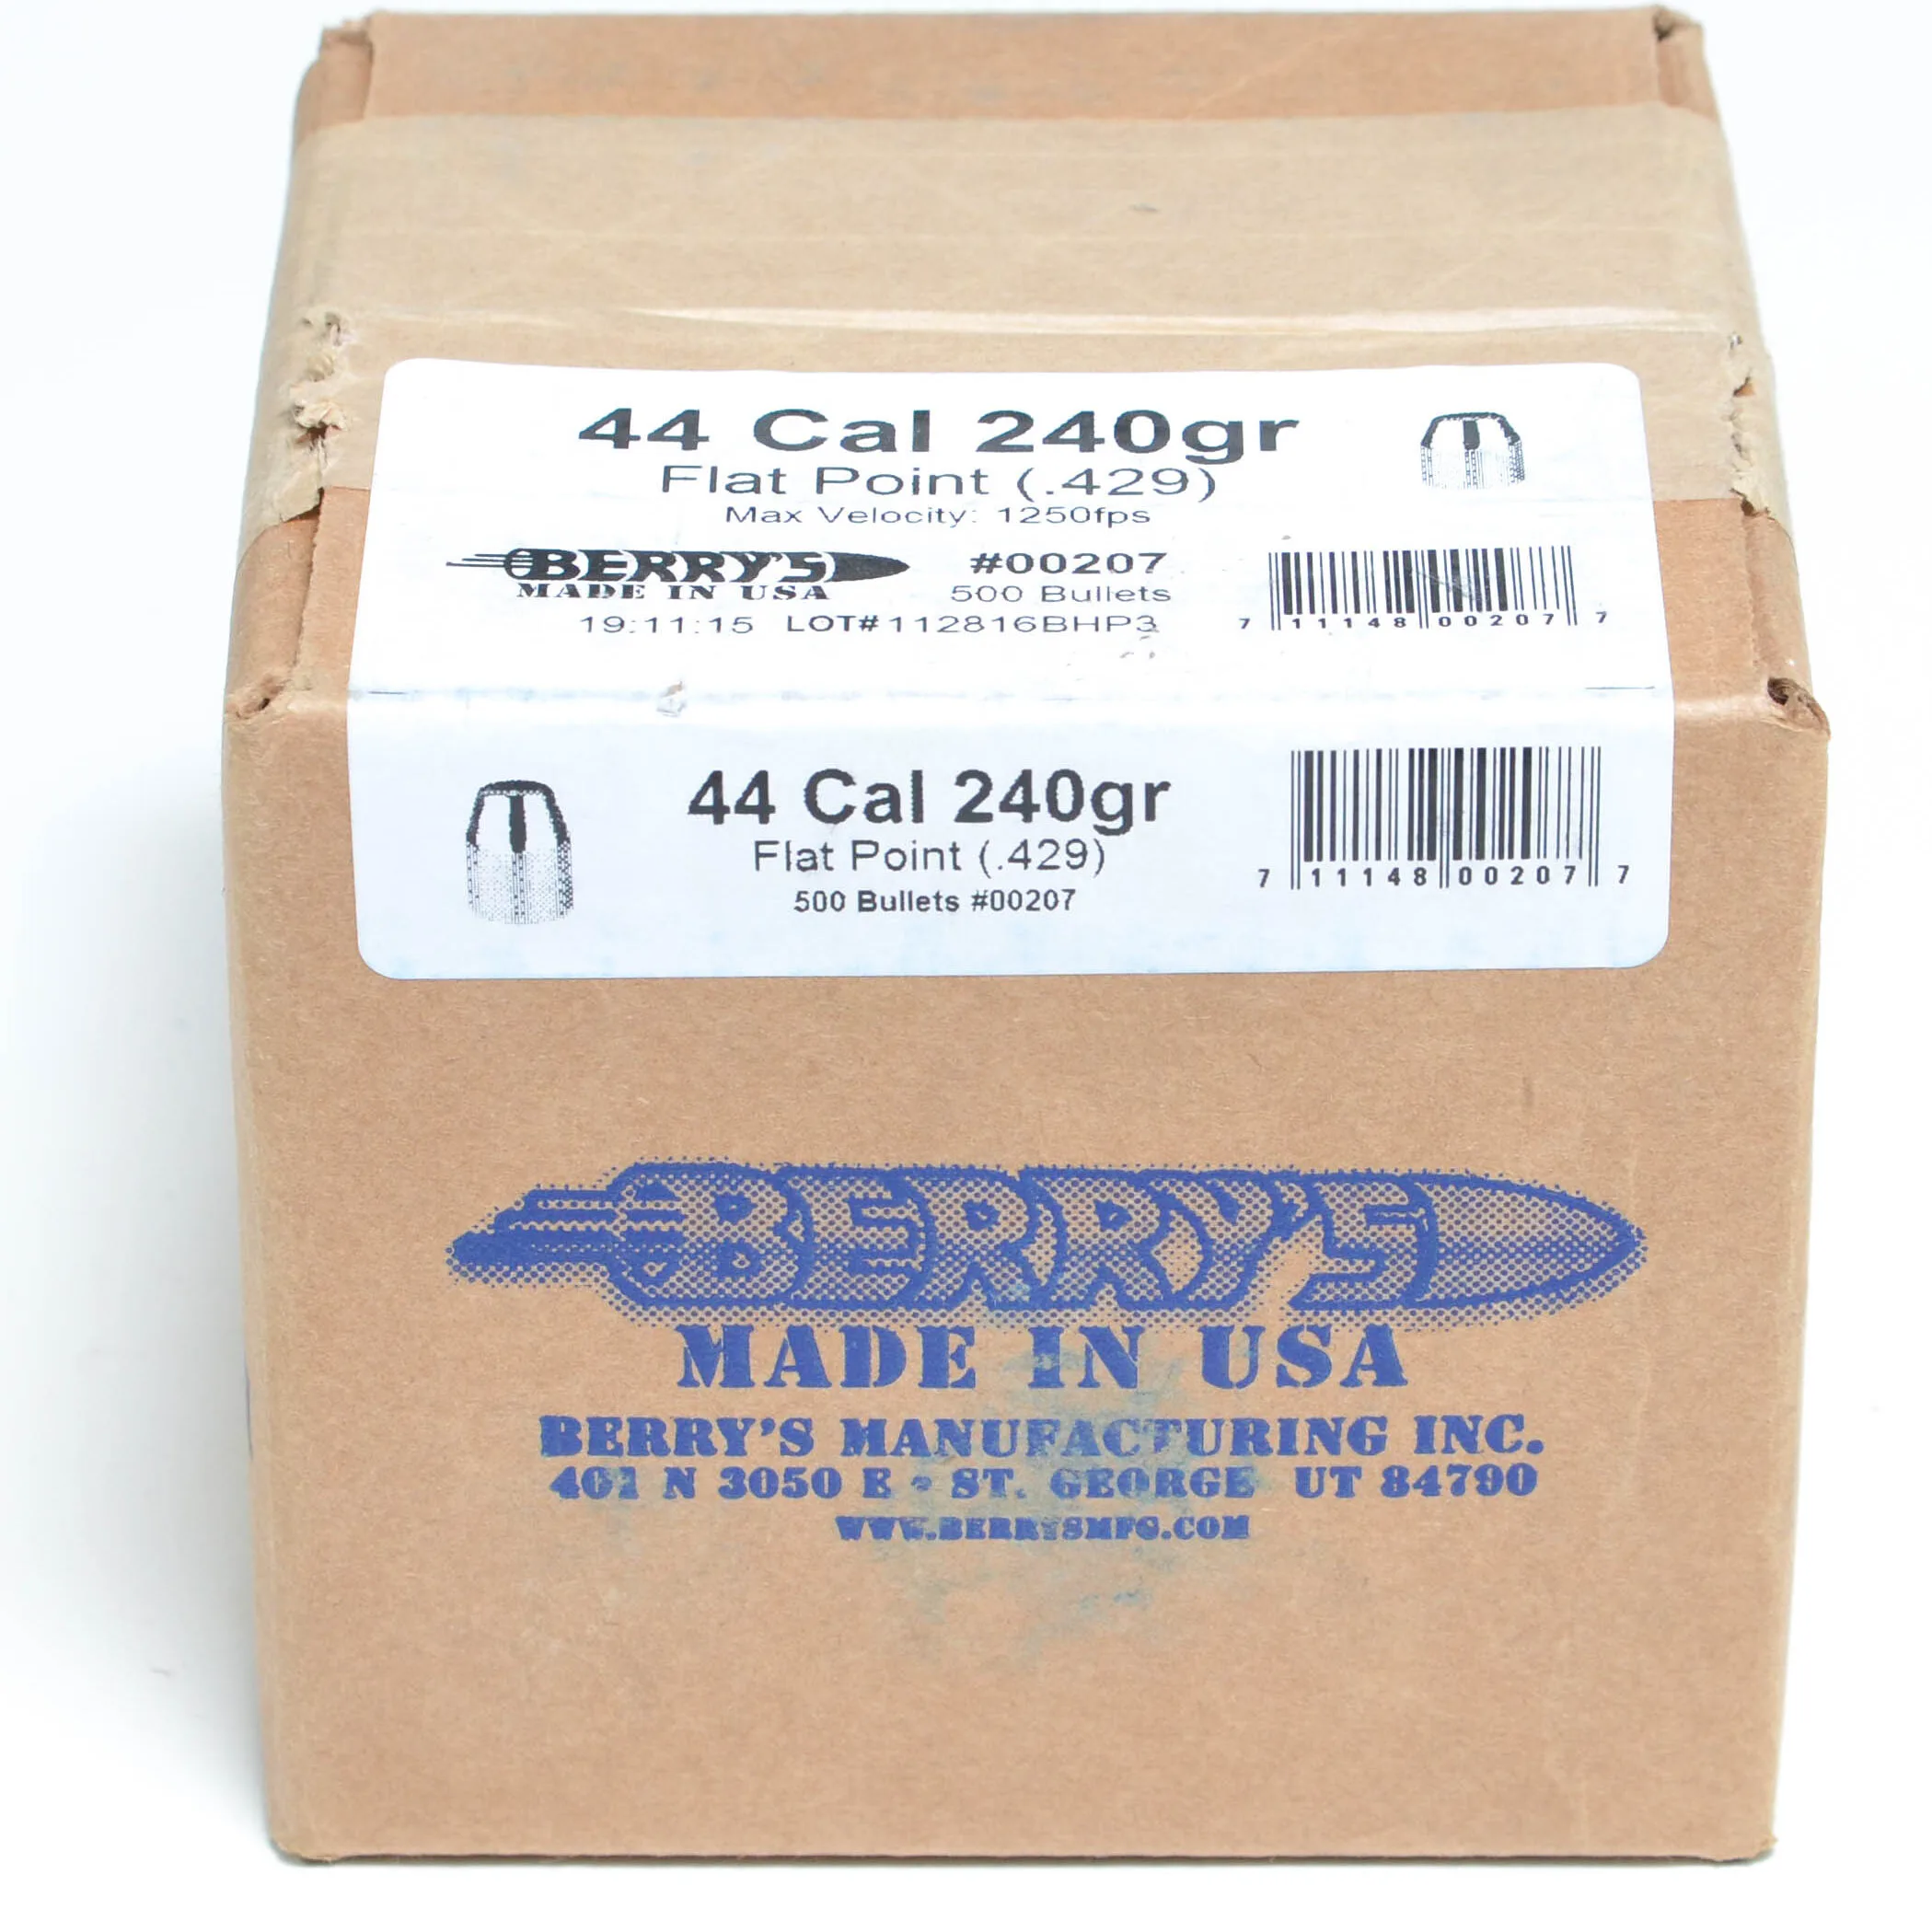 44 Cal 240gr
Flat Point (.429)
Max Velocity: 1250fps
BERRY'S
MADE IN USA
#00207
500 Bullets
19:11:15 LOT#112816BHP3
7 11148 00207 7
44 Cal 240gr
Flat Point (.429)
500 Bullets #00207
7 11148 00207 7
BERRY'S
MADE IN USA
BERRY'S MANUFACTURING INC.
401 N 3050 E • ST. GEORGE UT 84790
WWW.BERRYSMFG.COM